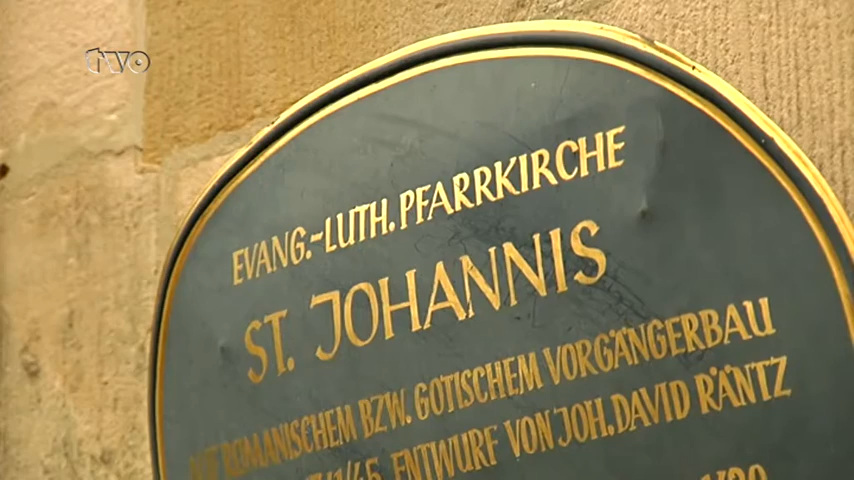 tvo
EVANG.-LUTH. PFARRKIRCHE
ST. JOHANNIS
ROMANISCHEM BZW. GOTISCHEM VORGÄNGERBAU
ENTWURF VON JOH. DAVID RÄNTZ